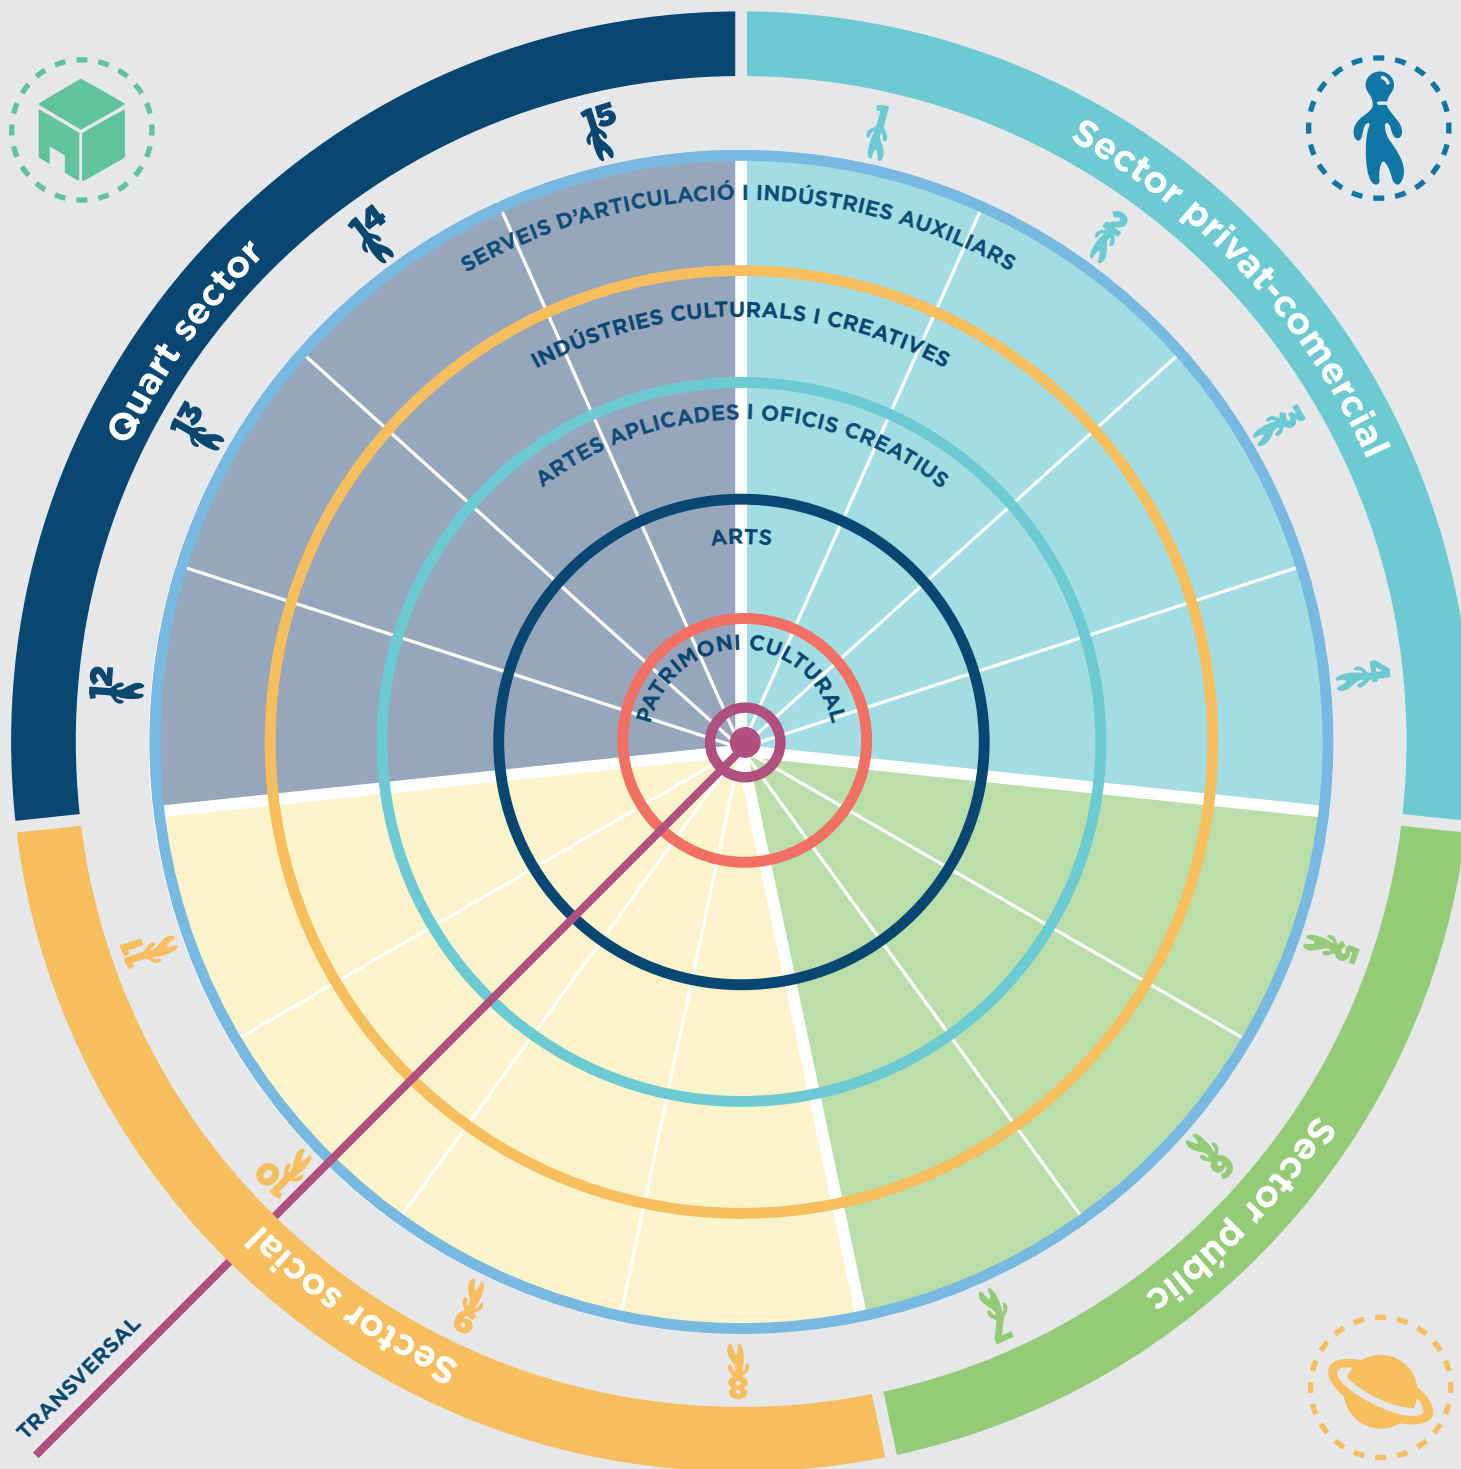 Quart sector
Sector privat-comercial
Sector públic
Sector social
1
2
3
4
5
6
7
8
9
10
11
12
13
14
15
SERVEIS D'ARTICULACIÓ I INDÚSTRIES AUXILIARS
INDÚSTRIES CULTURALS I CREATIVES
ARTES APLICADES I OFICIS CREATIUS
ARTS
PATRIMONI CULTURAL
TRANSVERSAL